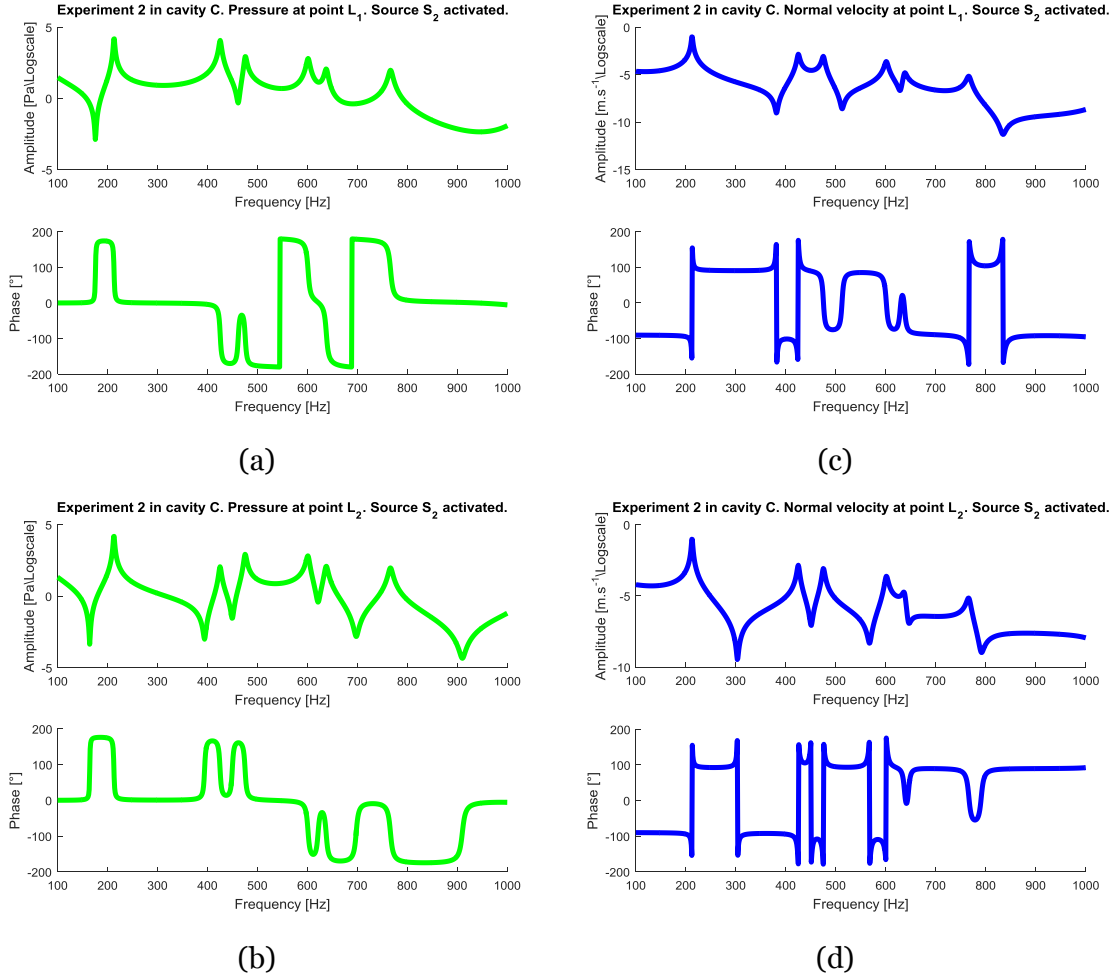 Experiment 2 in cavity C. Pressure at point L1. Source S2 activated.
Amplitude [Pa\Logscale]
5
0
-5
100 200 300 400 500 600 700 800 900 1000
Frequency [Hz]
Phase [°]
200
100
0
-100
-200
100 200 300 400 500 600 700 800 900 1000
Frequency [Hz]
(a)
Experiment 2 in cavity C. Normal velocity at point L1. Source S2 activated.
Amplitude [m.s-1\Logscale]
0
-5
-10
-15
100 200 300 400 500 600 700 800 900 1000
Frequency [Hz]
Phase [°]
200
100
0
-100
-200
100 200 300 400 500 600 700 800 900 1000
Frequency [Hz]
(c)
Experiment 2 in cavity C. Pressure at point L2. Source S2 activated.
Amplitude [Pa\Logscale]
5
0
-5
100 200 300 400 500 600 700 800 900 1000
Frequency [Hz]
Phase [°]
200
100
0
-100
-200
100 200 300 400 500 600 700 800 900 1000
Frequency [Hz]
(b)
Experiment 2 in cavity C. Normal velocity at point L2. Source S2 activated.
Amplitude [m.s-1\Logscale]
0
-5
-10
100 200 300 400 500 600 700 800 900 1000
Frequency [Hz]
Phase [°]
200
100
0
-100
-200
100 200 300 400 500 600 700 800 900 1000
Frequency [Hz]
(d)